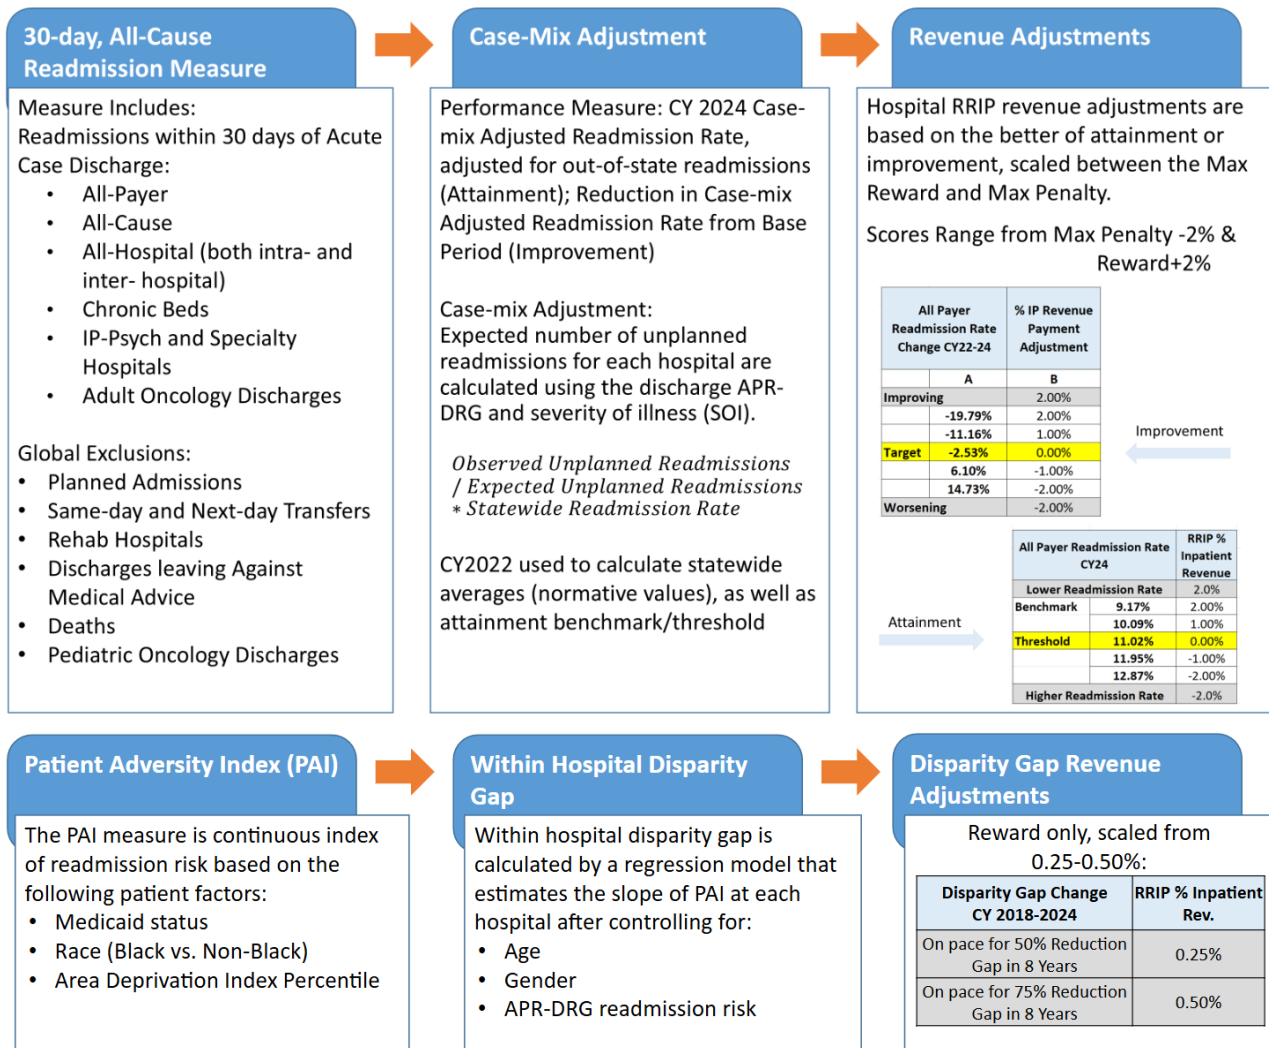 30-day, All-Cause
Readmission Measure
Measure Includes:
Readmissions within 30 days of Acute
Case Discharge:
• All-Payer
• All-Cause
• All-Hospital (both intra- and
inter- hospital)
• Chronic Beds
• IP-Psych and Specialty
Hospitals
• Adult Oncology Discharges
Global Exclusions:
• Planned Admissions
• Same-day and Next-day Transfers
• Rehab Hospitals
• Discharges leaving Against
Medical Advice
• Deaths
• Pediatric Oncology Discharges
Case-Mix Adjustment
Performance Measure: CY 2024 Case-
mix Adjusted Readmission Rate,
adjusted for out-of-state readmissions
(Attainment); Reduction in Case-mix
Adjusted Readmission Rate from Base
Period (Improvement)
Case-mix Adjustment:
Expected number of unplanned
readmissions for each hospital are
calculated using the discharge APR-
DRG and severity of illness (SOI).
Observed Unplanned Readmissions
/ Expected Unplanned Readmissions
* Statewide Readmission Rate
CY2022 used to calculate statewide
averages (normative values), as well as
attainment benchmark/threshold
Revenue Adjustments
Hospital RRIP revenue adjustments are
based on the better of attainment or
improvement, scaled between the Max
Reward and Max Penalty.
Scores Range from Max Penalty -2% &
Reward+2%
All Payer
Readmission Rate
Change CY22-24
% IP Revenue
Payment
Adjustment
A B
Improving 2.00%
-19.79% 2.00%
-11.16% 1.00%
Target -2.53% 0.00%
6.10% -1.00%
14.73% -2.00%
Worsening -2.00%
Improvement
Attainment
All Payer Readmission Rate
CY24
RRIP %
Inpatient
Revenue
Lower Readmission Rate 2.0%
Benchmark 9.17% 2.00%
10.09% 1.00%
Threshold 11.02% 0.00%
11.95% -1.00%
12.87% -2.00%
Higher Readmission Rate -2.0%
Patient Adversity Index (PAI)
The PAI measure is continuous index
of readmission risk based on the
following patient factors:
• Medicaid status
• Race (Black vs. Non-Black)
• Area Deprivation Index Percentile
Within Hospital Disparity
Gap
Within hospital disparity gap is
calculated by a regression model that
estimates the slope of PAI at each
hospital after controlling for:
• Age
• Gender
• APR-DRG readmission risk
Disparity Gap Revenue
Adjustments
Reward only, scaled from
0.25-0.50%:
Disparity Gap Change
CY 2018-2024
RRIP % Inpatient
Rev.
On pace for 50% Reduction
Gap in 8 Years
0.25%
On pace for 75% Reduction
Gap in 8 Years
0.50%